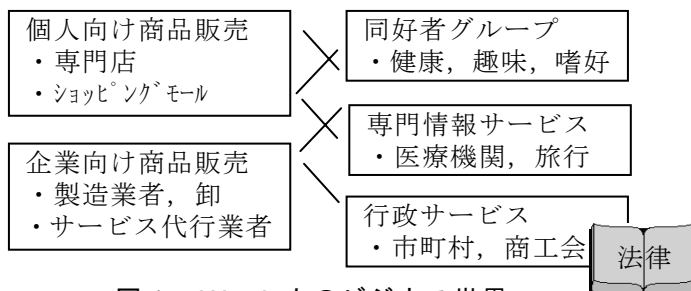 個人向け商品販売
・専門店
・ｼｮｯﾋﾟﾝｸﾞﾓｰﾙ
企業向け商品販売
・製造業者，卸
・サービス代行業者
同好者グループ
・健康，趣味，嗜好
専門情報サービス
・医療機関，旅行
行政サービス
・市町村，商工会
法律